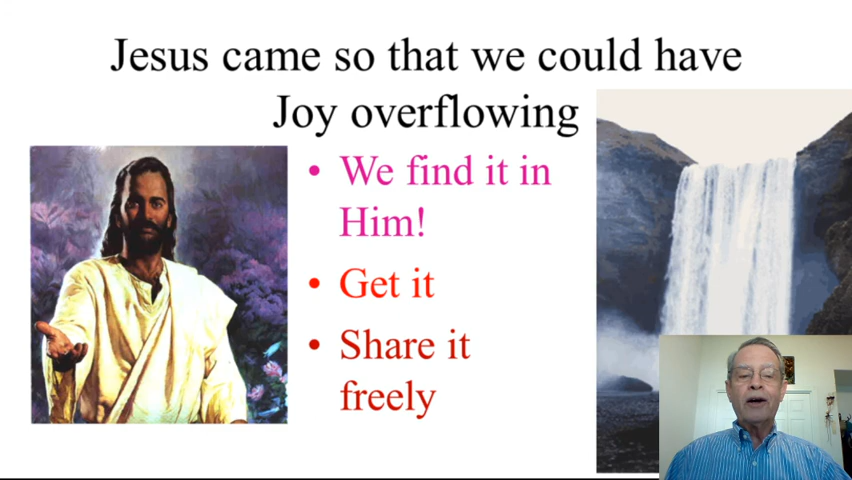 Jesus came so that we could have
Joy overflowing
• We find it in
Him!
• Get it
• Share it
freely